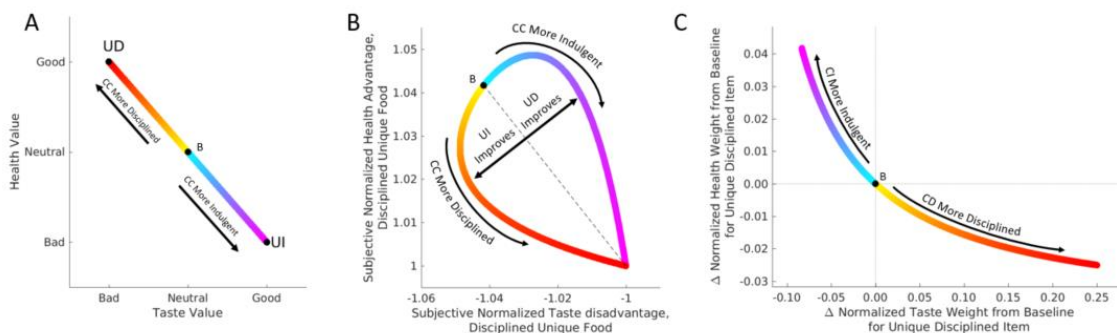 A
UD
Good
Neutral
Bad
Health Value
CC More Disciplined
B
CC More Indulgent
UI
Bad
Neutral
Good
Taste Value
B
Subjective Normalized Health Advantage,
Disciplined Unique Food
1.05
1.04
1.03
1.02
1.01
1
CC More Indulgent
B
UD
Improves
UI
Improves
CC More Disciplined
-1.06
-1.04
-1.02
-1
Subjective Normalized Taste disadvantage,
Disciplined Unique Food
C
Δ Normalized Health Weight from Baseline
for Unique Disciplined Item
0.04
0.03
0.02
0.01
0.00
-0.01
-0.02
-0.03
CI More Indulgent
B
CD More Disciplined
-0.10
-0.05
0.00
0.05
0.10
0.15
0.20
0.25
Δ Normalized Taste Weight from Baseline
for Unique Disciplined Item